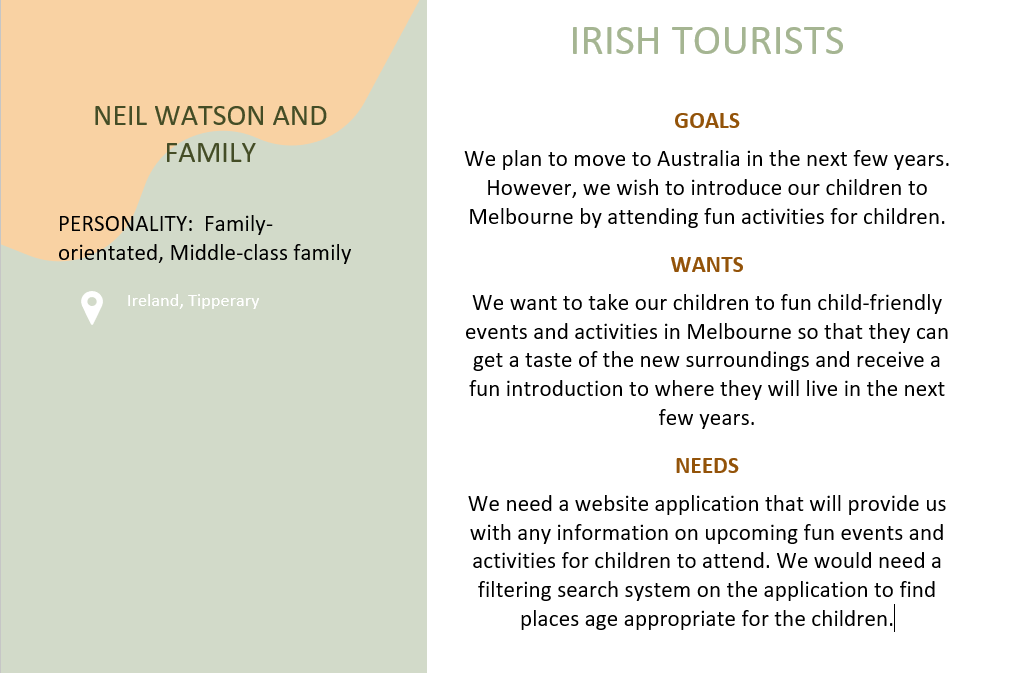 NEIL WATSON AND
FAMILY
PERSONALITY:  Family-
orientated, Middle-class family
Ireland, Tipperary
IRISH TOURISTS
GOALS
We plan to move to Australia in the next few years.
However, we wish to introduce our children to
Melbourne by attending fun activities for children.
WANTS
We want to take our children to fun child-friendly
events and activities in Melbourne so that they can
get a taste of the new surroundings and receive a
fun introduction to where they will live in the next
few years.
NEEDS
We need a website application that will provide us
with any information on upcoming fun events and
activities for children to attend. We would need a
filtering search system on the application to find
places age appropriate for the children.